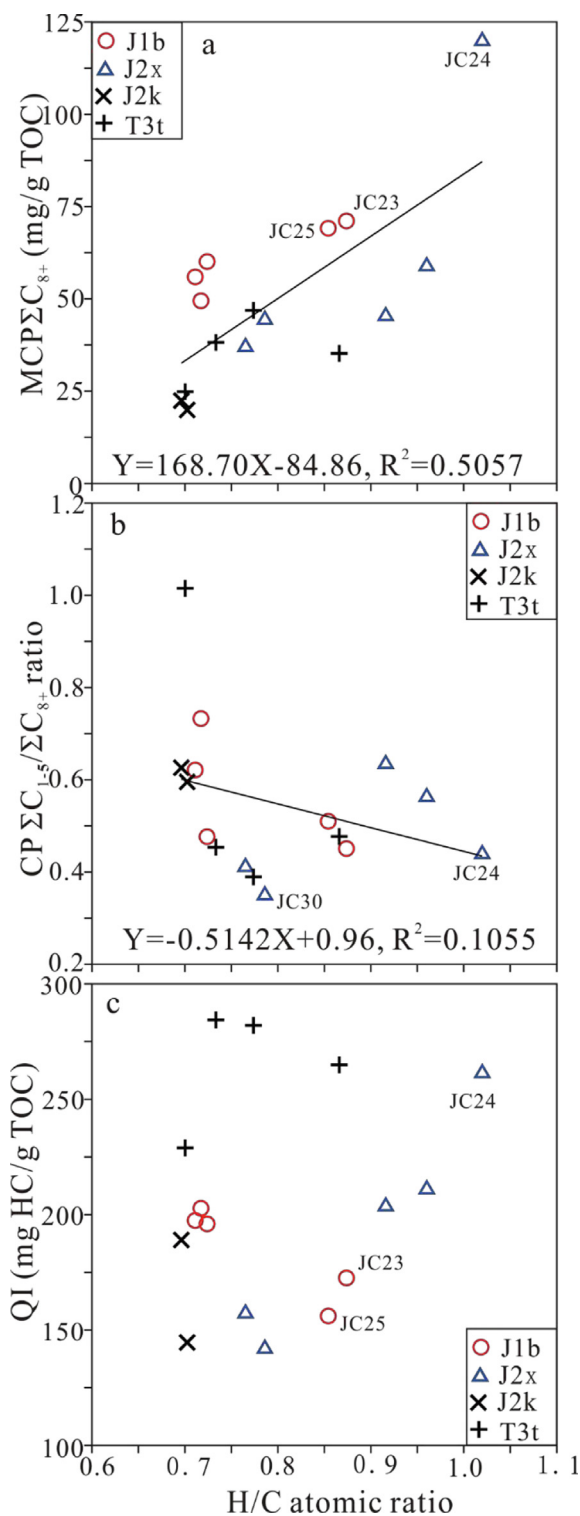 125
100
75
50
25
0
MCPΣC8+ (mg/g TOC)
J1b
J2x
J2k
T3t
a
JC24
JC23
JC25
Y=168.70X-84.86, R²=0.5057
1.2
1.0
0.8
0.6
0.4
0.2
CP ΣC1-5/ΣC8+ ratio
b
J1b
J2x
J2k
T3t
JC30
JC24
Y=-0.5142X+0.96, R²=0.1055
300
250
200
150
100
QI (mg HC/g TOC)
c
JC24
JC23
JC25
J1b
J2x
J2k
T3t
0.6 0.7 0.8 0.9 1.0 1.1
H/C atomic ratio